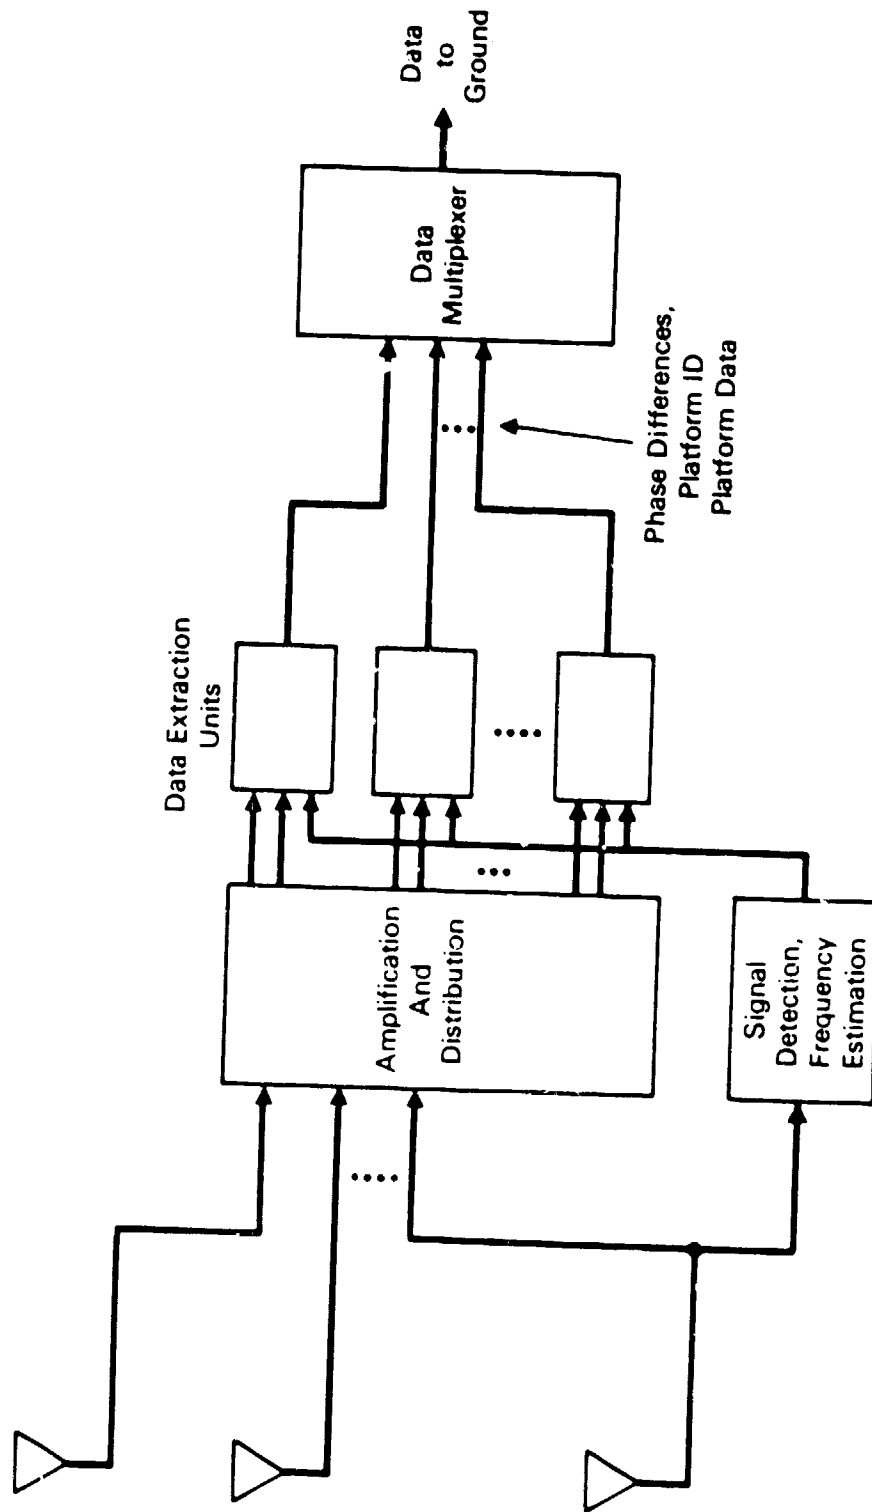 Data Extraction
Units
Amplification
And
Distribution
Signal
Detection,
Frequency
Estimation
Phase Differences,
Platform ID
Platform Data
Data
Multiplexer
Data
to
Ground